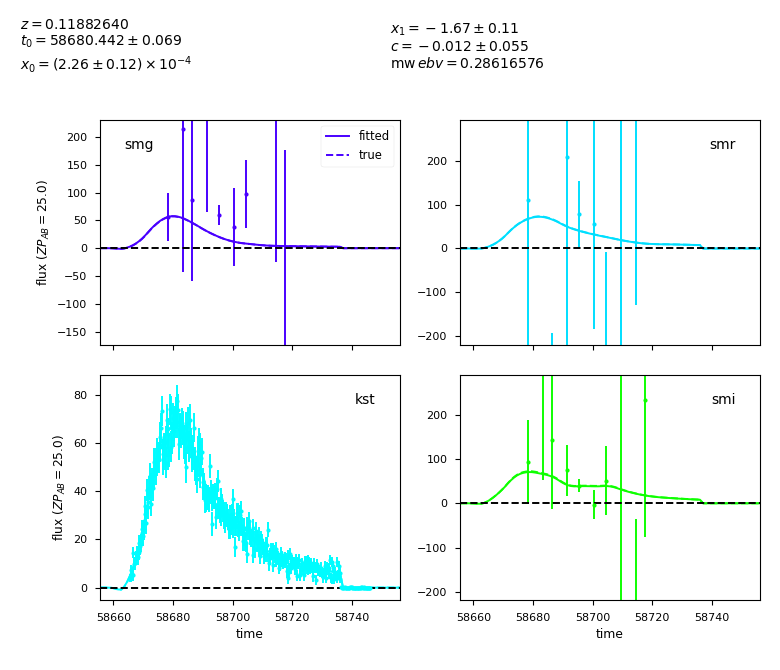 z = 0.11882640
t₀ = 58680.442 ± 0.069
x₀ = (2.26 ± 0.12) × 10⁻⁴
x₁ = −1.67 ± 0.11
c = −0.012 ± 0.055
mw ebv = 0.28616576
smg
fitted
true
200
150
100
50
0
−50
−100
−150
flux (ZP_AB = 25.0)
smr
200
100
0
−100
−200
kst
80
60
40
20
0
flux (ZP_AB = 25.0)
58660 58680 58700 58720 58740
time
smi
200
100
0
−100
−200
58660 58680 58700 58720 58740
time